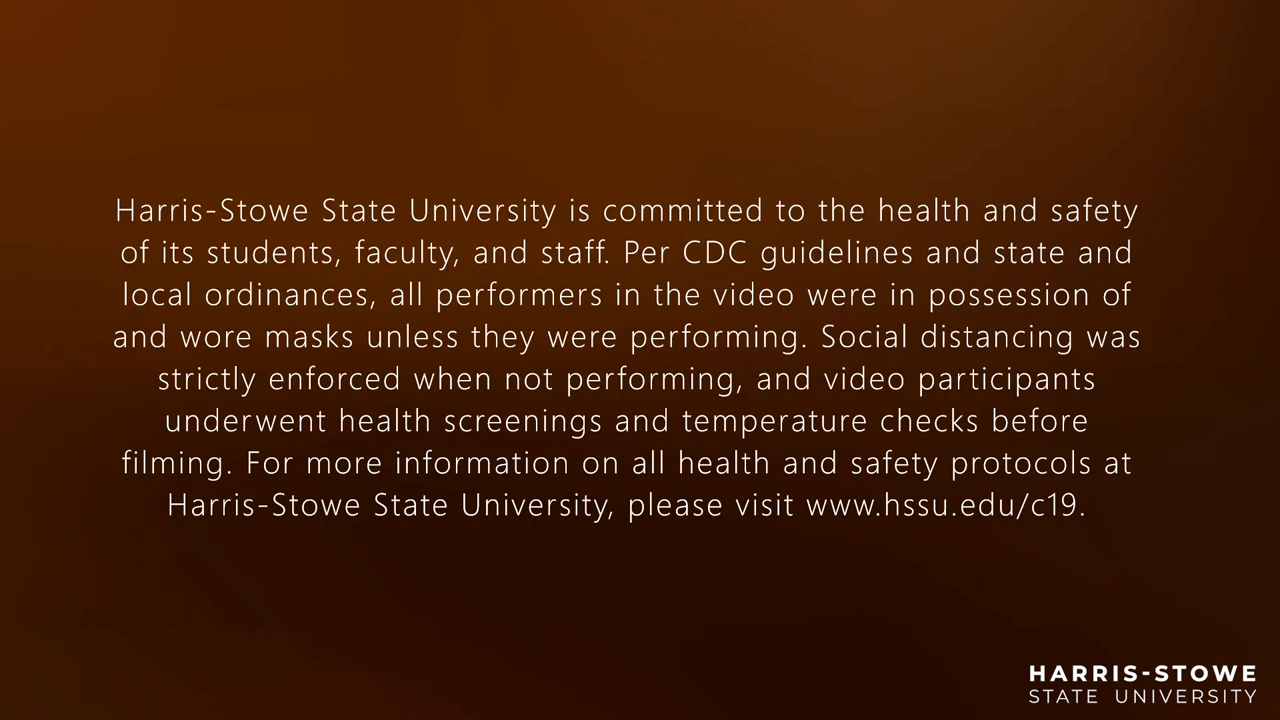 Harris-Stowe State University is committed to the health and safety
of its students, faculty, and staff. Per CDC guidelines and state and
local ordinances, all performers in the video were in possession of
and wore masks unless they were performing. Social distancing was
strictly enforced when not performing, and video participants
underwent health screenings and temperature checks before
filming. For more information on all health and safety protocols at
Harris-Stowe State University, please visit www.hssu.edu/c19.
HARRIS-STOWE
STATE UNIVERSITY